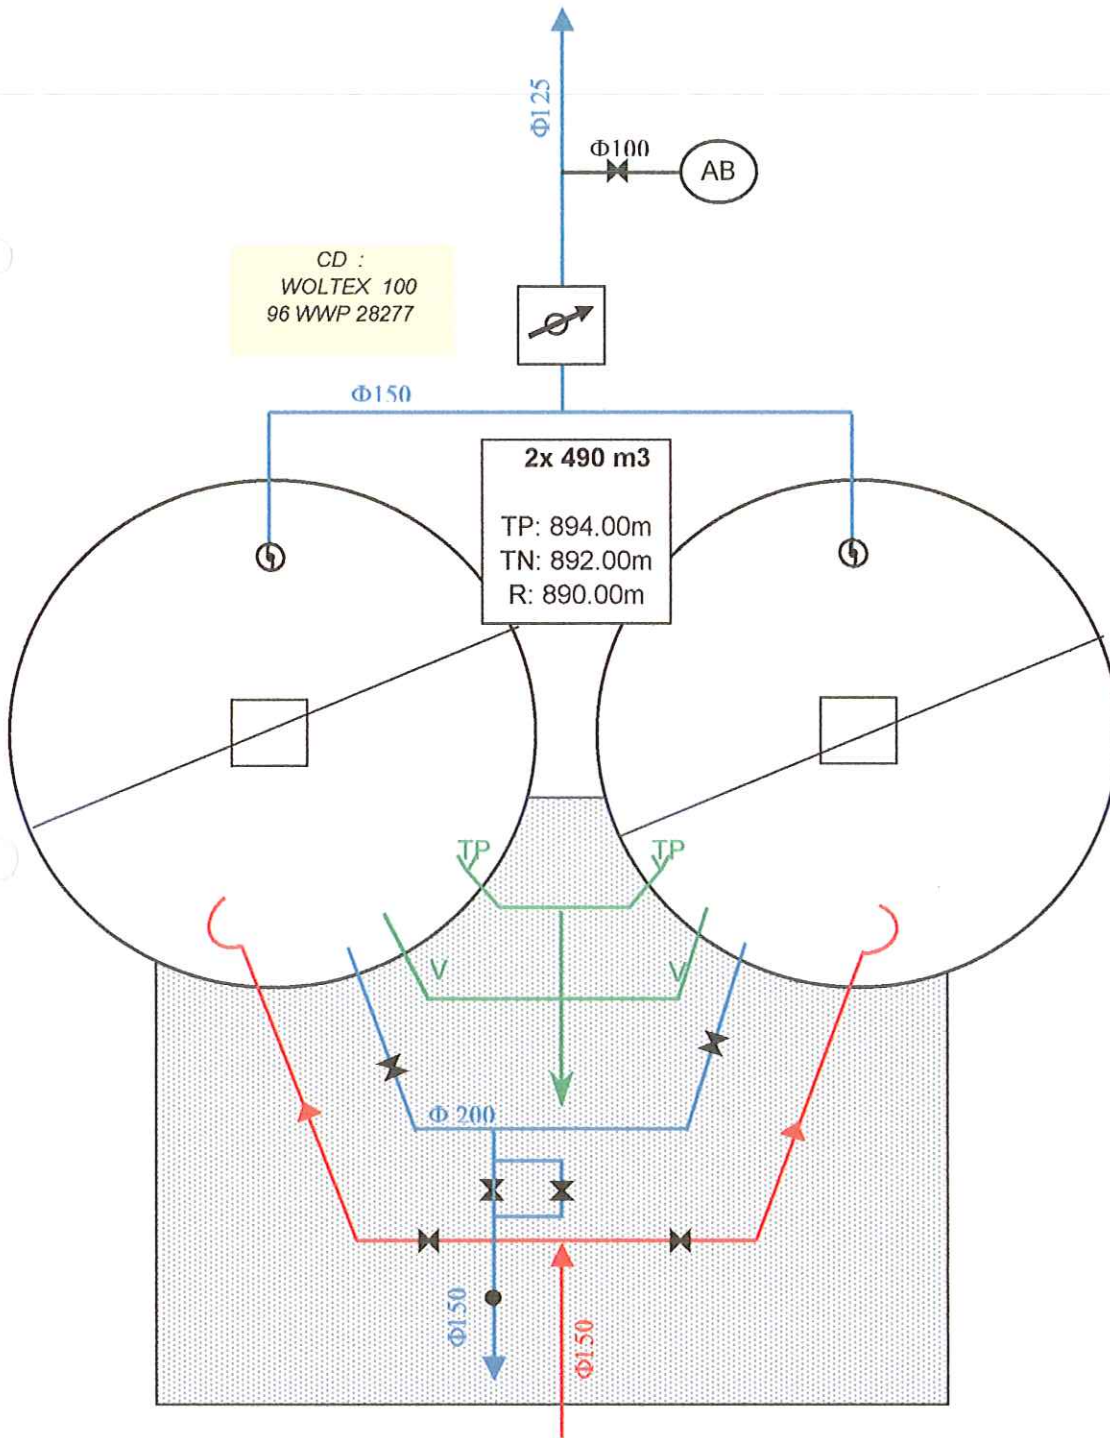 Φ125
Φ100
AB
CD :
WOLTEX 100
96 WWP 28277
Φ150
2x 490 m3
TP: 894.00m
TN: 892.00m
R: 890.00m
TP
TP
V
V
Φ 200
Φ150
Φ150